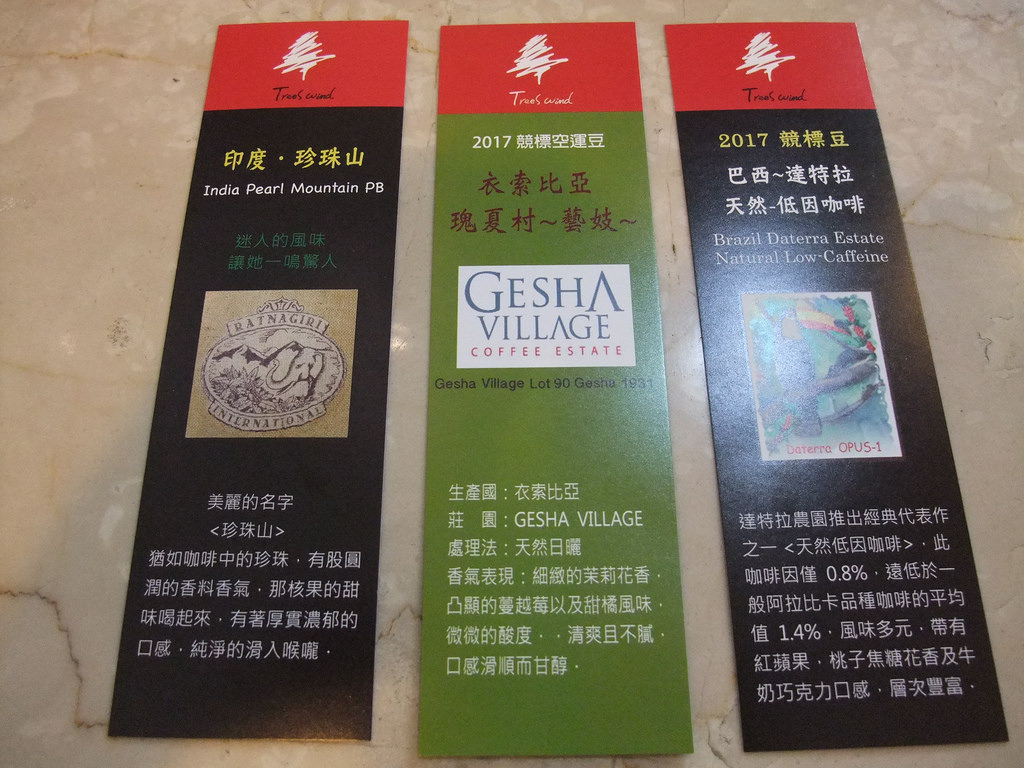 Tree's wind
印度·珍珠山
India Pearl Mountain PB
迷人的風味
讓她一鳴驚人
RATNAGIRI
INTERNATIONAL
美麗的名字
<珍珠山>
猶如咖啡中的珍珠，有股圓
潤的香料香氣，那核果的甜
味喝起來，有著厚實濃郁的
口感，純淨的滑入喉嚨．
Tree's wind
2017 競標空運豆
衣索比亞
瑰夏村~藝妓~
GESHA
VILLAGE
COFFEE ESTATE
Gesha Village Lot 90 Gesha 1931
生產國：衣索比亞
莊　園：GESHA VILLAGE
處理法：天然日曬
香氣表現：細緻的茉莉花香，
凸顯的蔓越莓以及甜橘風味，
微微的酸度．．清爽且不膩，
口感滑順而甘醇．
Tree's wind
2017 競標豆
巴西~達特拉
天然-低因咖啡
Brazil Daterra Estate
Natural Low-Caffeine
Daterra OPUS-1
達特拉農園推出經典代表作
之一 <天然低因咖啡>，此
咖啡因僅 0.8%，遠低於一
般阿拉比卡品種咖啡的平均
值 1.4%，風味多元，帶有
紅蘋果，桃子焦糖花香及牛
奶巧克力口感，層次豐富．